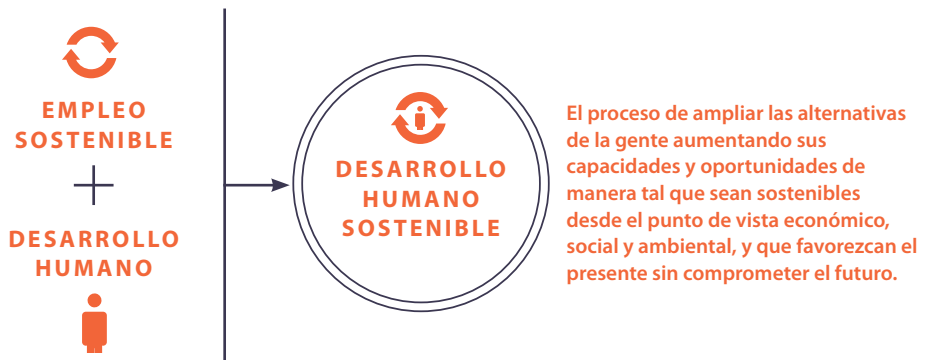 EMPLEO
SOSTENIBLE
+
DESARROLLO
HUMANO
DESARROLLO
HUMANO
SOSTENIBLE
El proceso de ampliar las alternativas
de la gente aumentando sus
capacidades y oportunidades de
manera tal que sean sostenibles
desde el punto de vista económico,
social y ambiental, y que favorezcan el
presente sin comprometer el futuro.